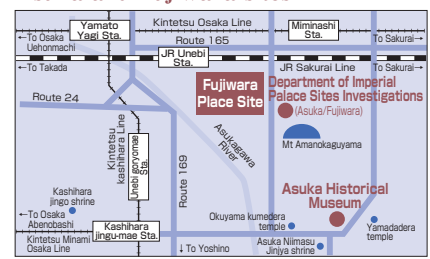 Yamato
Yagi Sta.
Kintetsu Osaka Line
Miminashi
Sta.
←To Osaka
Uehonmachi
Route 165
To Sakurai→
←To Takada
JR Unebi
Sta.
JR Sakurai Line
To Sakurai→
Fujiwara
Place Site
Department of Imperial
Palace Sites Investigations
(Asuka/Fujiwara)
Route 24
Mt Amanokaguyama
Kintetsu
kashihara Line
Unebi goryomae
Sta.
Asukagawa
River
Route 169
Asuka Historical
Museum
Kashihara
jingo shrine
←To Osaka
Abenobashi
Kashihara
Jingu-mae Sta.
Kintetsu Minami
Osaka Line
↓To Yoshino
Okuyama kumedera
temple
Asuka Niimasu
Jinjya shrine
Yamadadera
temple